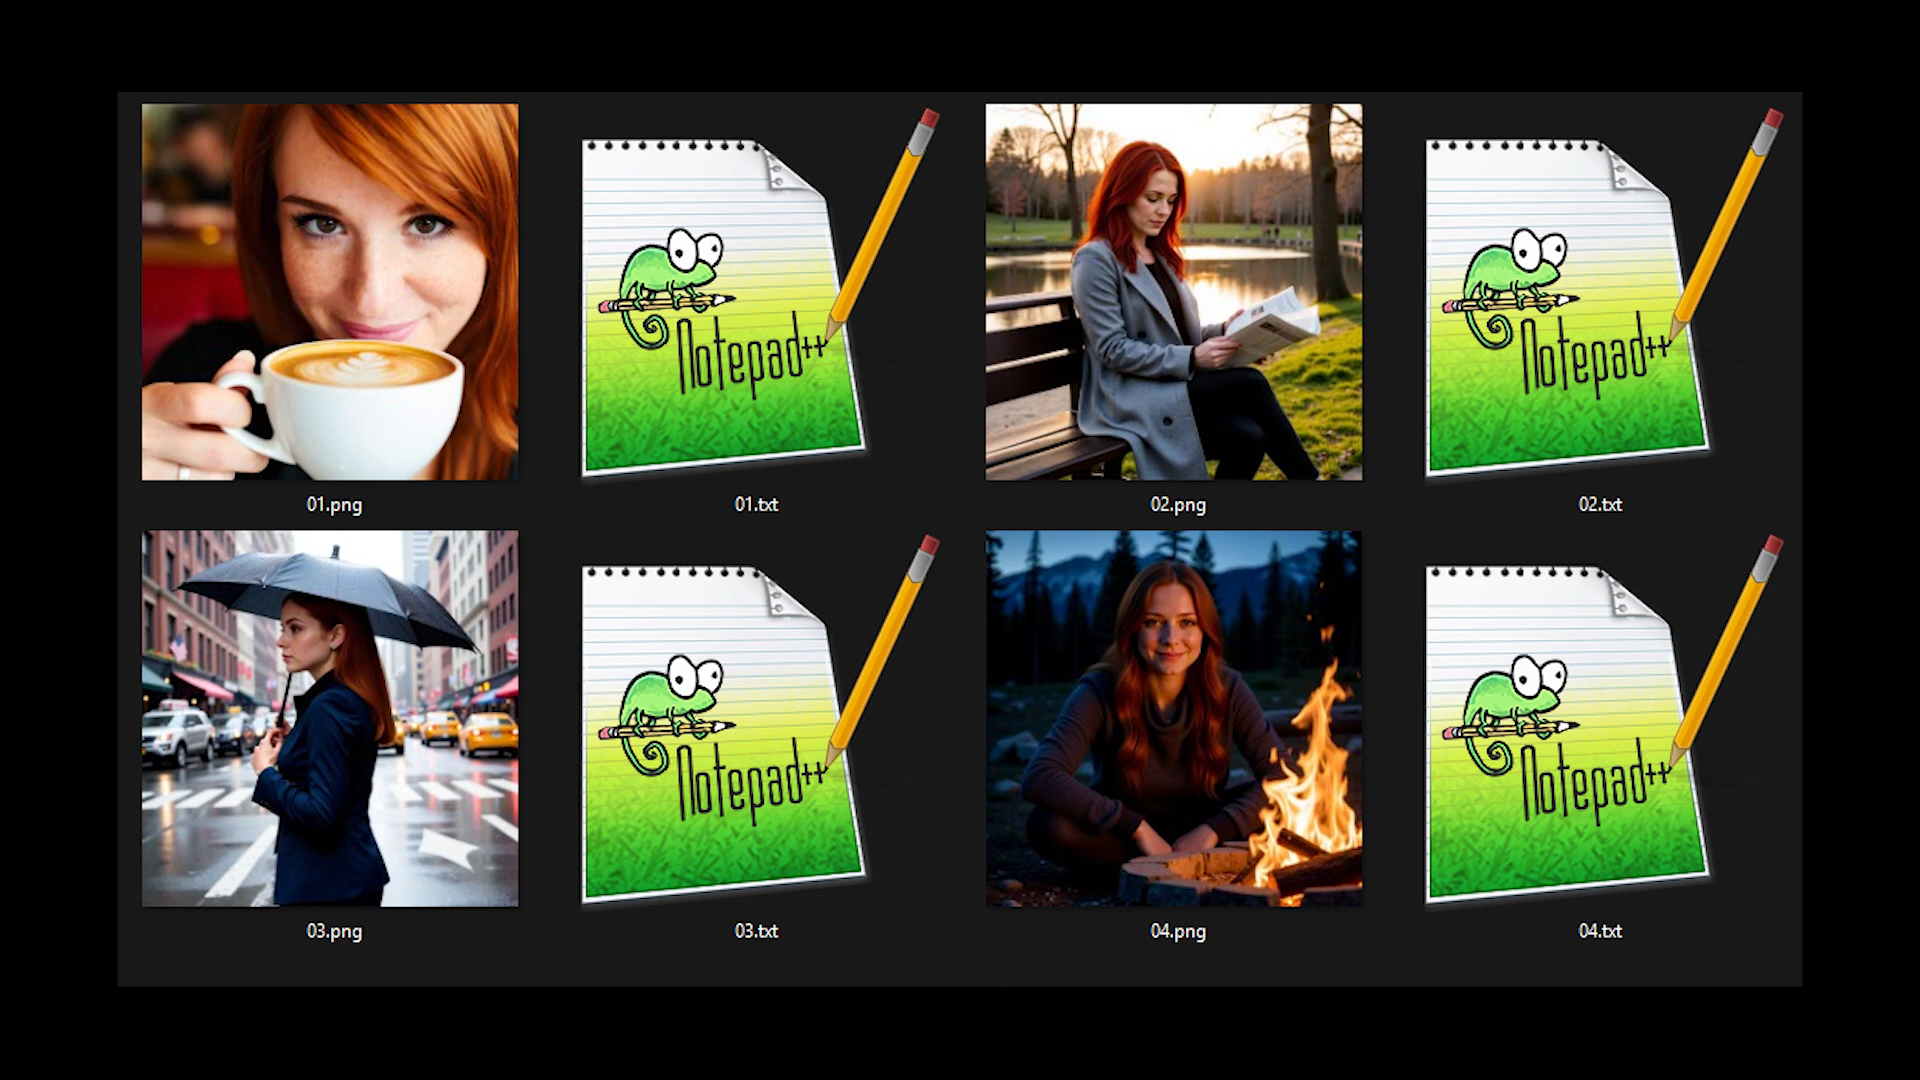 Notepad++
Notepad++
01.png
01.txt
02.png
02.txt
Notepad++
Notepad++
03.png
03.txt
04.png
04.txt